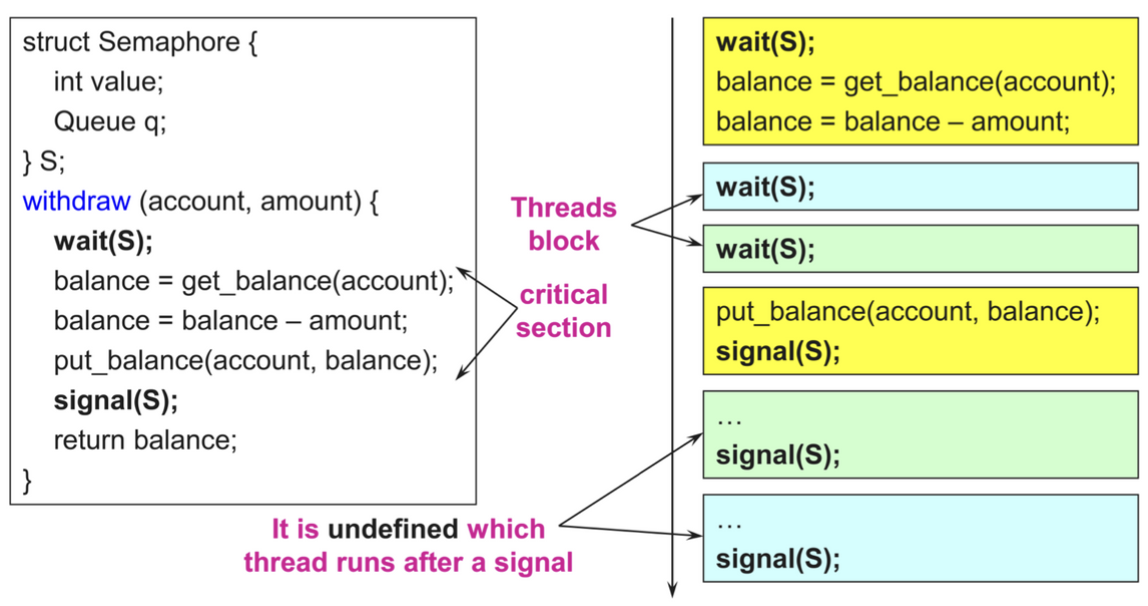 struct Semaphore {
int value;
Queue q;
} S;
withdraw (account, amount) {
wait(S);
balance = get_balance(account);
balance = balance – amount;
put_balance(account, balance);
signal(S);
return balance;
}
Threads
block
critical
section
It is undefined which
thread runs after a signal
wait(S);
balance = get_balance(account);
balance = balance – amount;
wait(S);
wait(S);
put_balance(account, balance);
signal(S);
…
signal(S);
…
signal(S);